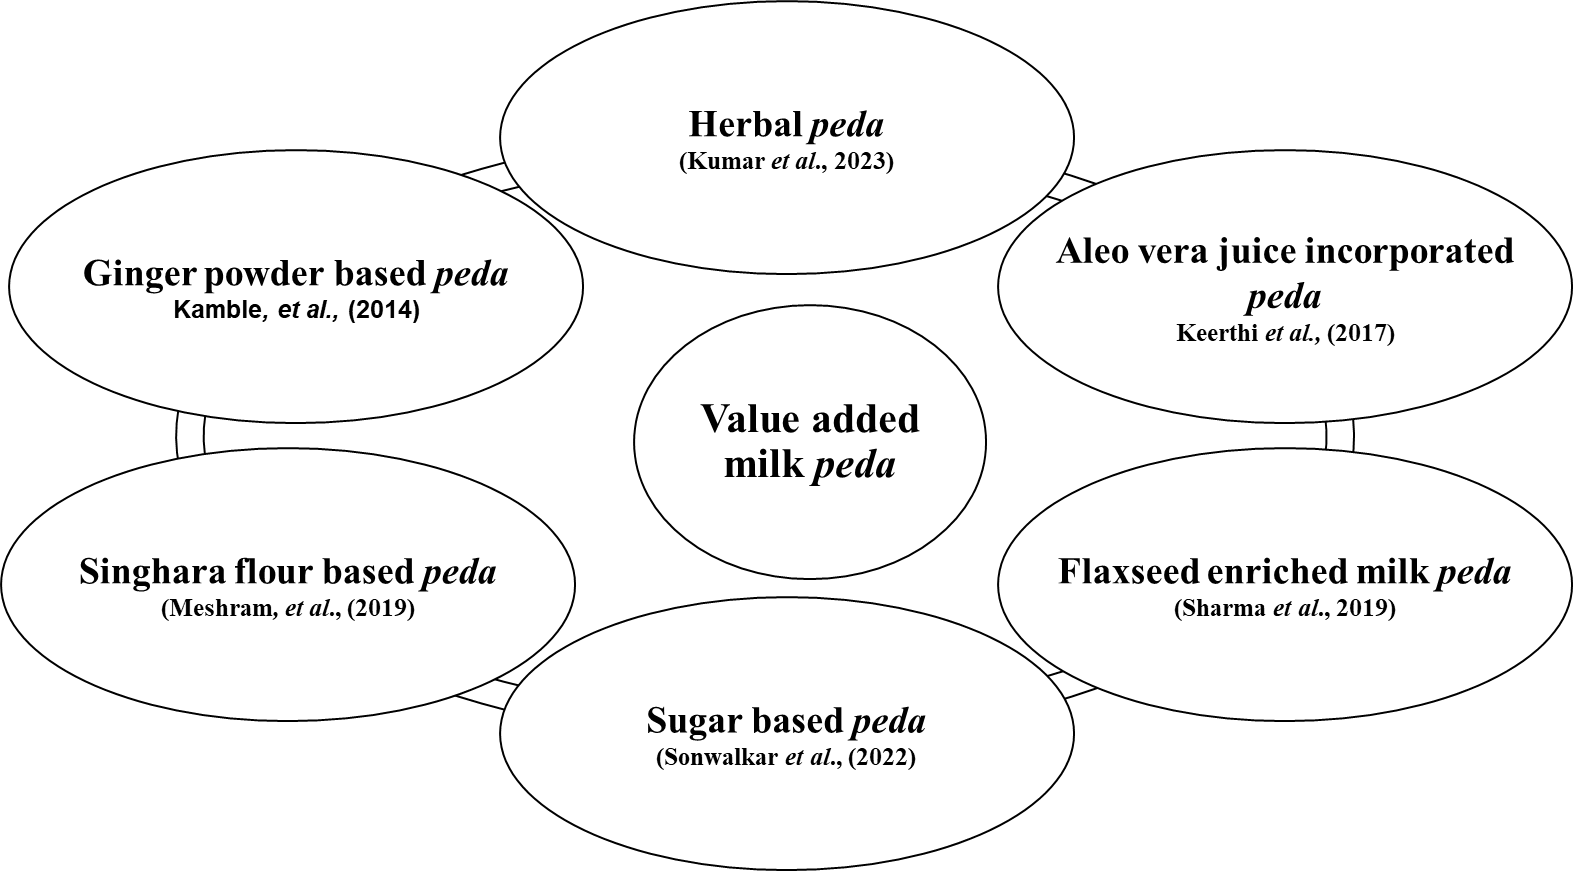 Herbal peda
(Kumar et al., 2023)
Ginger powder based peda
Kamble, et al., (2014)
Aleo vera juice incorporated
peda
Keerthi et al., (2017)
Value added
milk peda
Singhara flour based peda
(Meshram, et al., (2019)
Flaxseed enriched milk peda
(Sharma et al., 2019)
Sugar based peda
(Sonwalkar et al., (2022)